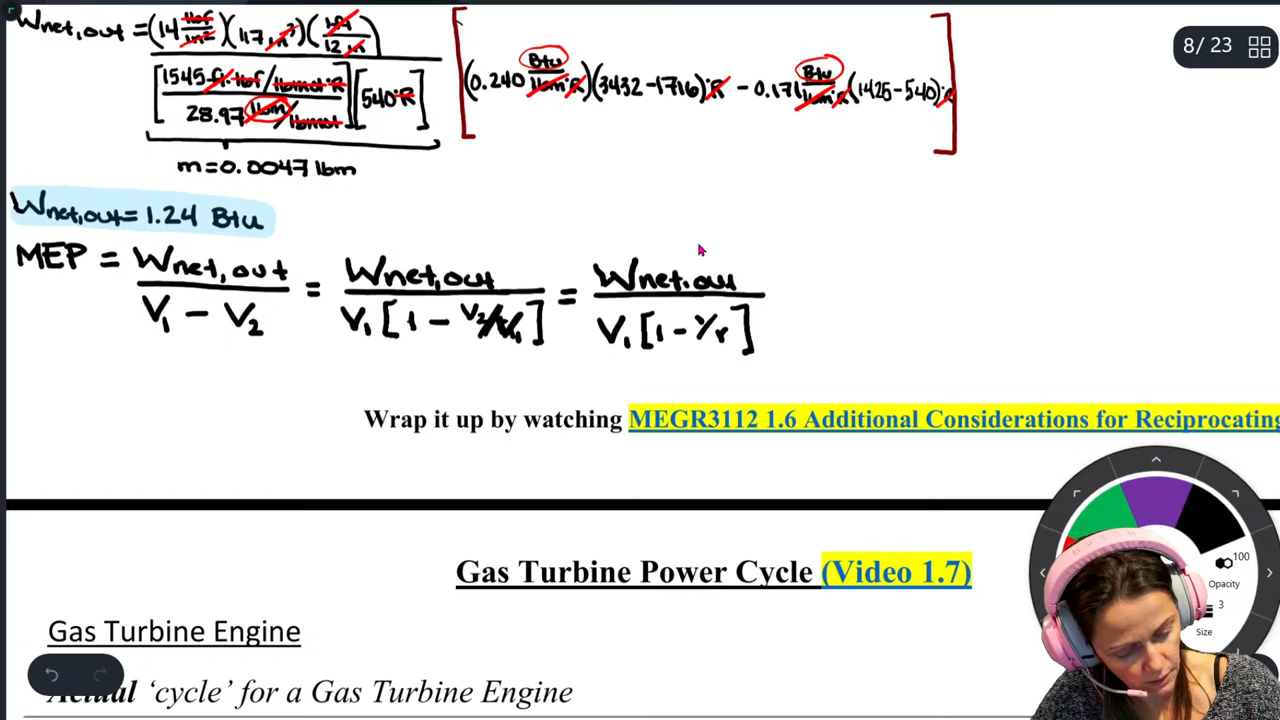 Wnet,out = (14 lbf/in²)(117 in³)(1ft/12 in) / [1545 ft·lbf/lbmol·°R / 28.97 lbm/lbmol][540°R] [(0.240 Btu/lbm·°R)(3432-1716)°R - 0.171 Btu/lbm·°R (1425-540)°R]
m=0.0047 lbm
Wnet,out= 1.24 Btu
MEP = Wnet,out / V₁ - V₂ = Wnet,out / V₁[1 - V₂/V₁] = Wnet,out / V₁[1 - 1/r]
Wrap it up by watching MEGR3112 1.6 Additional Considerations for Reciprocating
Gas Turbine Power Cycle (Video 1.7)
Gas Turbine Engine
Actual ‘cycle’ for a Gas Turbine Engine
8 / 23
100
Opacity
3
Size